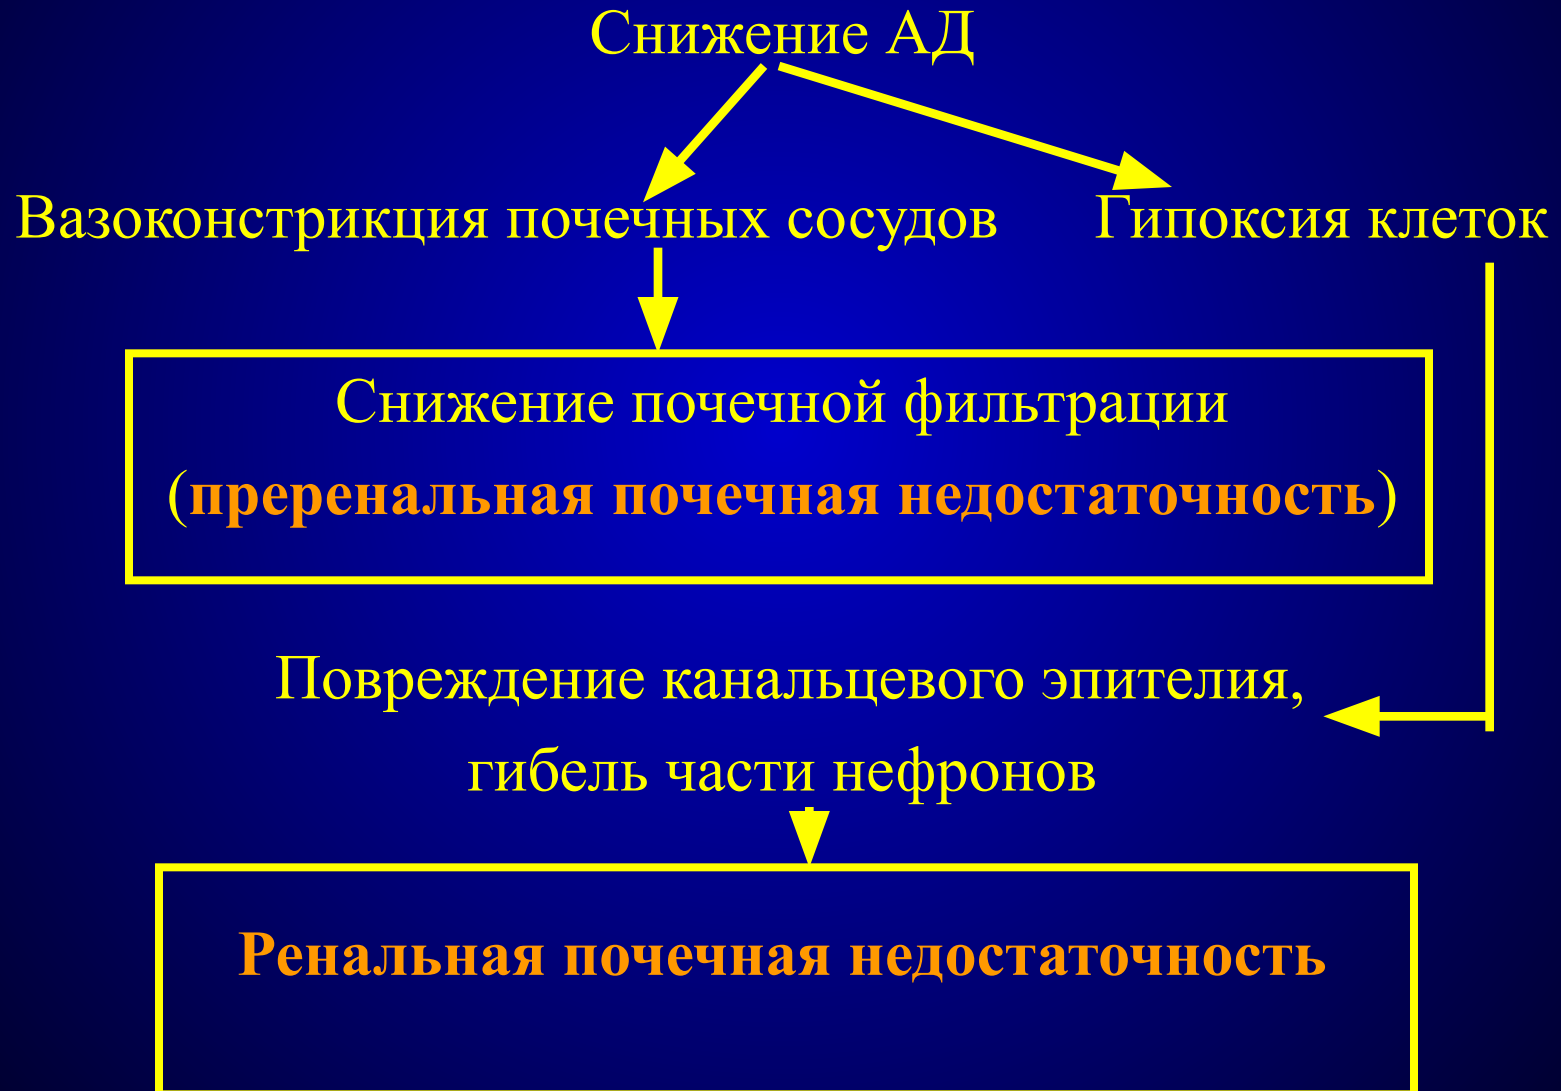 Снижение АД
Вазоконстрикция почечных сосудов
Гипоксия клеток
Снижение почечной фильтрации
(преренальная почечная недостаточность)
Повреждение канальцевого эпителия,
гибель части нефронов
Ренальная почечная недостаточность